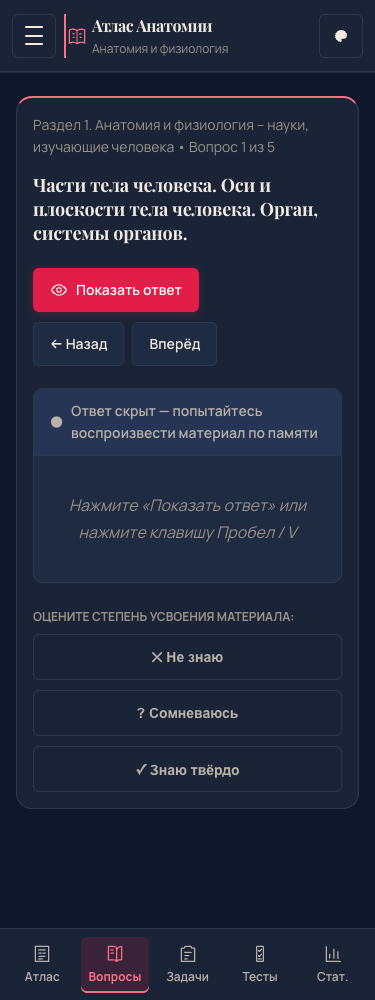 Атлас Анатомии
Анатомия и физиология
Раздел 1. Анатомия и физиология – науки,
изучающие человека • Вопрос 1 из 5
Части тела человека. Оси и
плоскости тела человека. Орган,
системы органов.
Показать ответ
← Назад
Вперёд
Ответ скрыт — попытайтесь
воспроизвести материал по памяти
Нажмите «Показать ответ» или
нажмите клавишу Пробел / V
ОЦЕНИТЕ СТЕПЕНЬ УСВОЕНИЯ МАТЕРИАЛА:
✕ Не знаю
? Сомневаюсь
✓ Знаю твёрдо
Атлас
Вопросы
Задачи
Тесты
Стат.